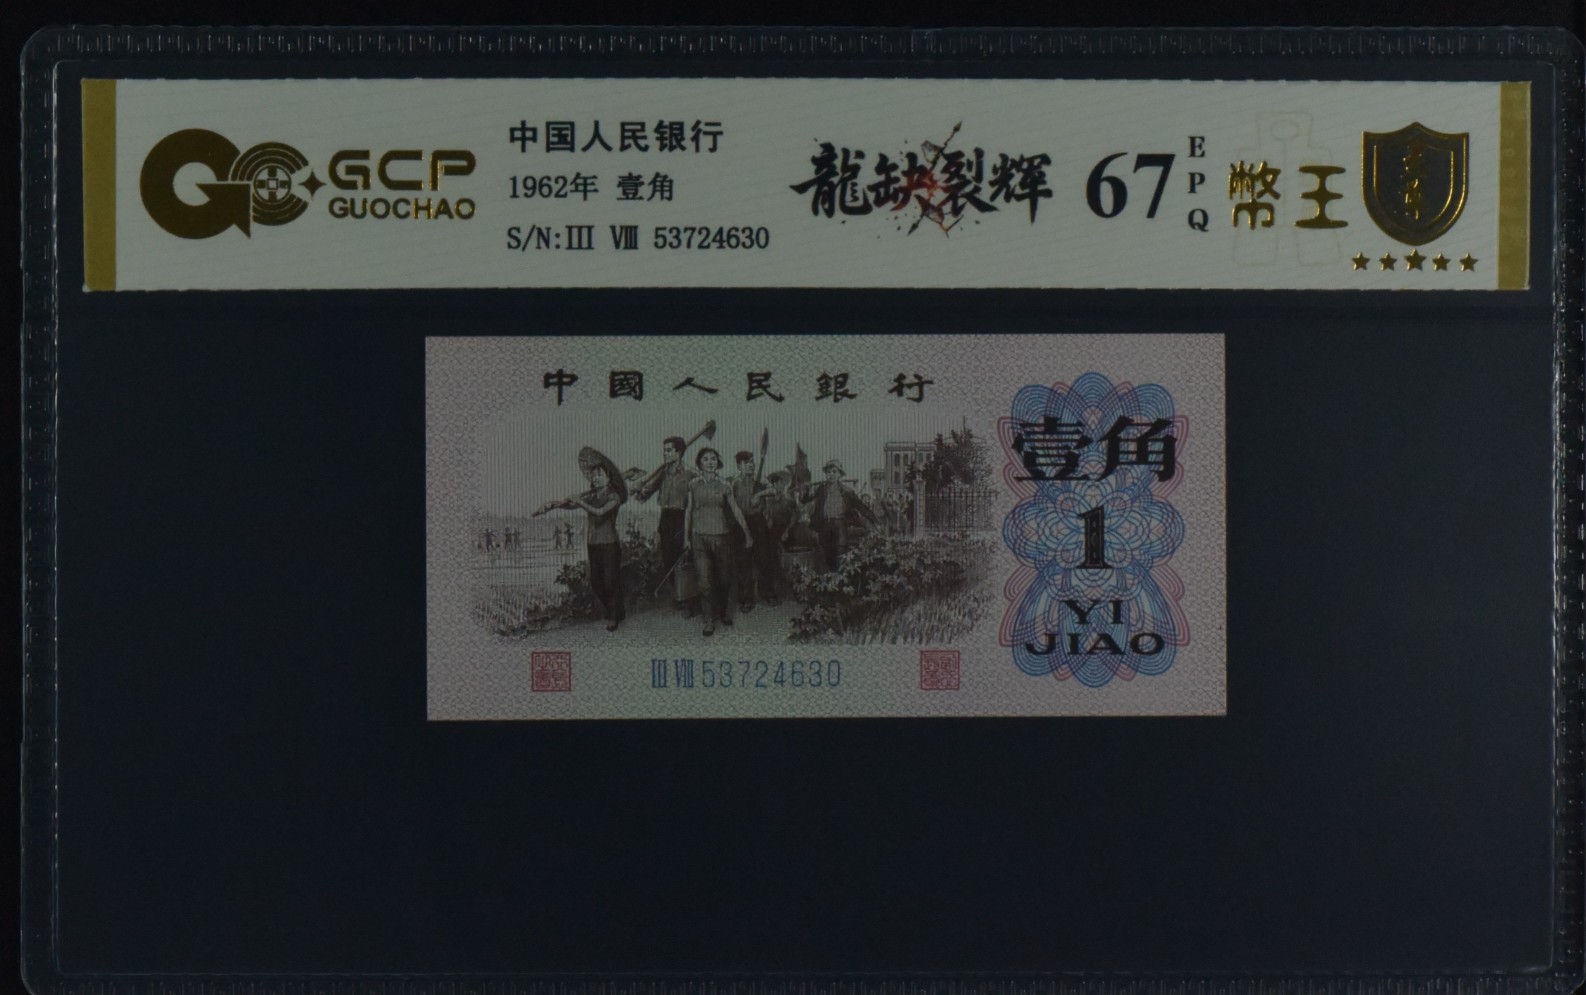 GCP
GUOCHAO
中国人民银行
1962年 壹角
S/N:III VIII 53724630
龍缺裂辉
67
EPQ
幣王
中國人民銀行
壹角
1
YI
JIAO
III VIII 53724630